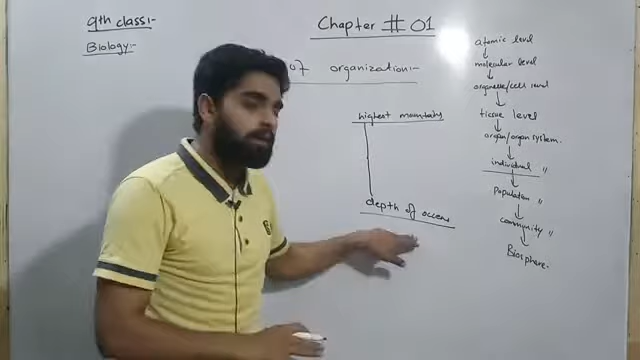 9th class:-
Biology:-
Chapter # 01
of organization:-
highest mountains
depth of oceans
atomic level
molecular level
organelle/cell level
tissue level
organ/organ system.
individual "
Population "
community "
Biosphere.